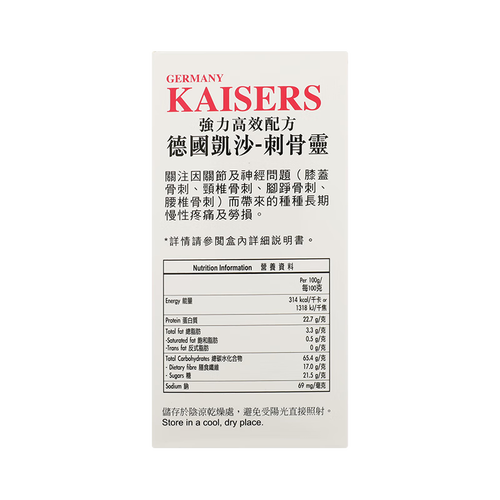 GERMANY
KAISERS
強力高效配方
德國凱沙-刺骨靈
關注因關節及神經問題（膝蓋
骨刺、頸椎骨刺、腳踭骨刺、
腰椎骨刺）而帶來的種種長期
慢性疼痛及勞損。
*詳情請參閱盒內詳細説明書。
Nutrition Information 營養資料
Per 100g/
每100克
Energy 能量 314 kcal/千卡 or
1318 kJ/千焦
Protein 蛋白質 22.7 g/克
Total fat 總脂肪 3.3 g/克
-Saturated fat 飽和脂肪 0.5 g/克
-Trans fat 反式脂肪 0 g/克
Total Carbohydrates 總碳水化合物 65.4 g/克
- Dietary fibre 膳食纖維 17.0 g/克
- Sugars 糖 21.5 g/克
Sodium 鈉 69 mg/毫克
儲存於陰涼乾燥處，避免受陽光直接照射。
Store in a cool, dry place.